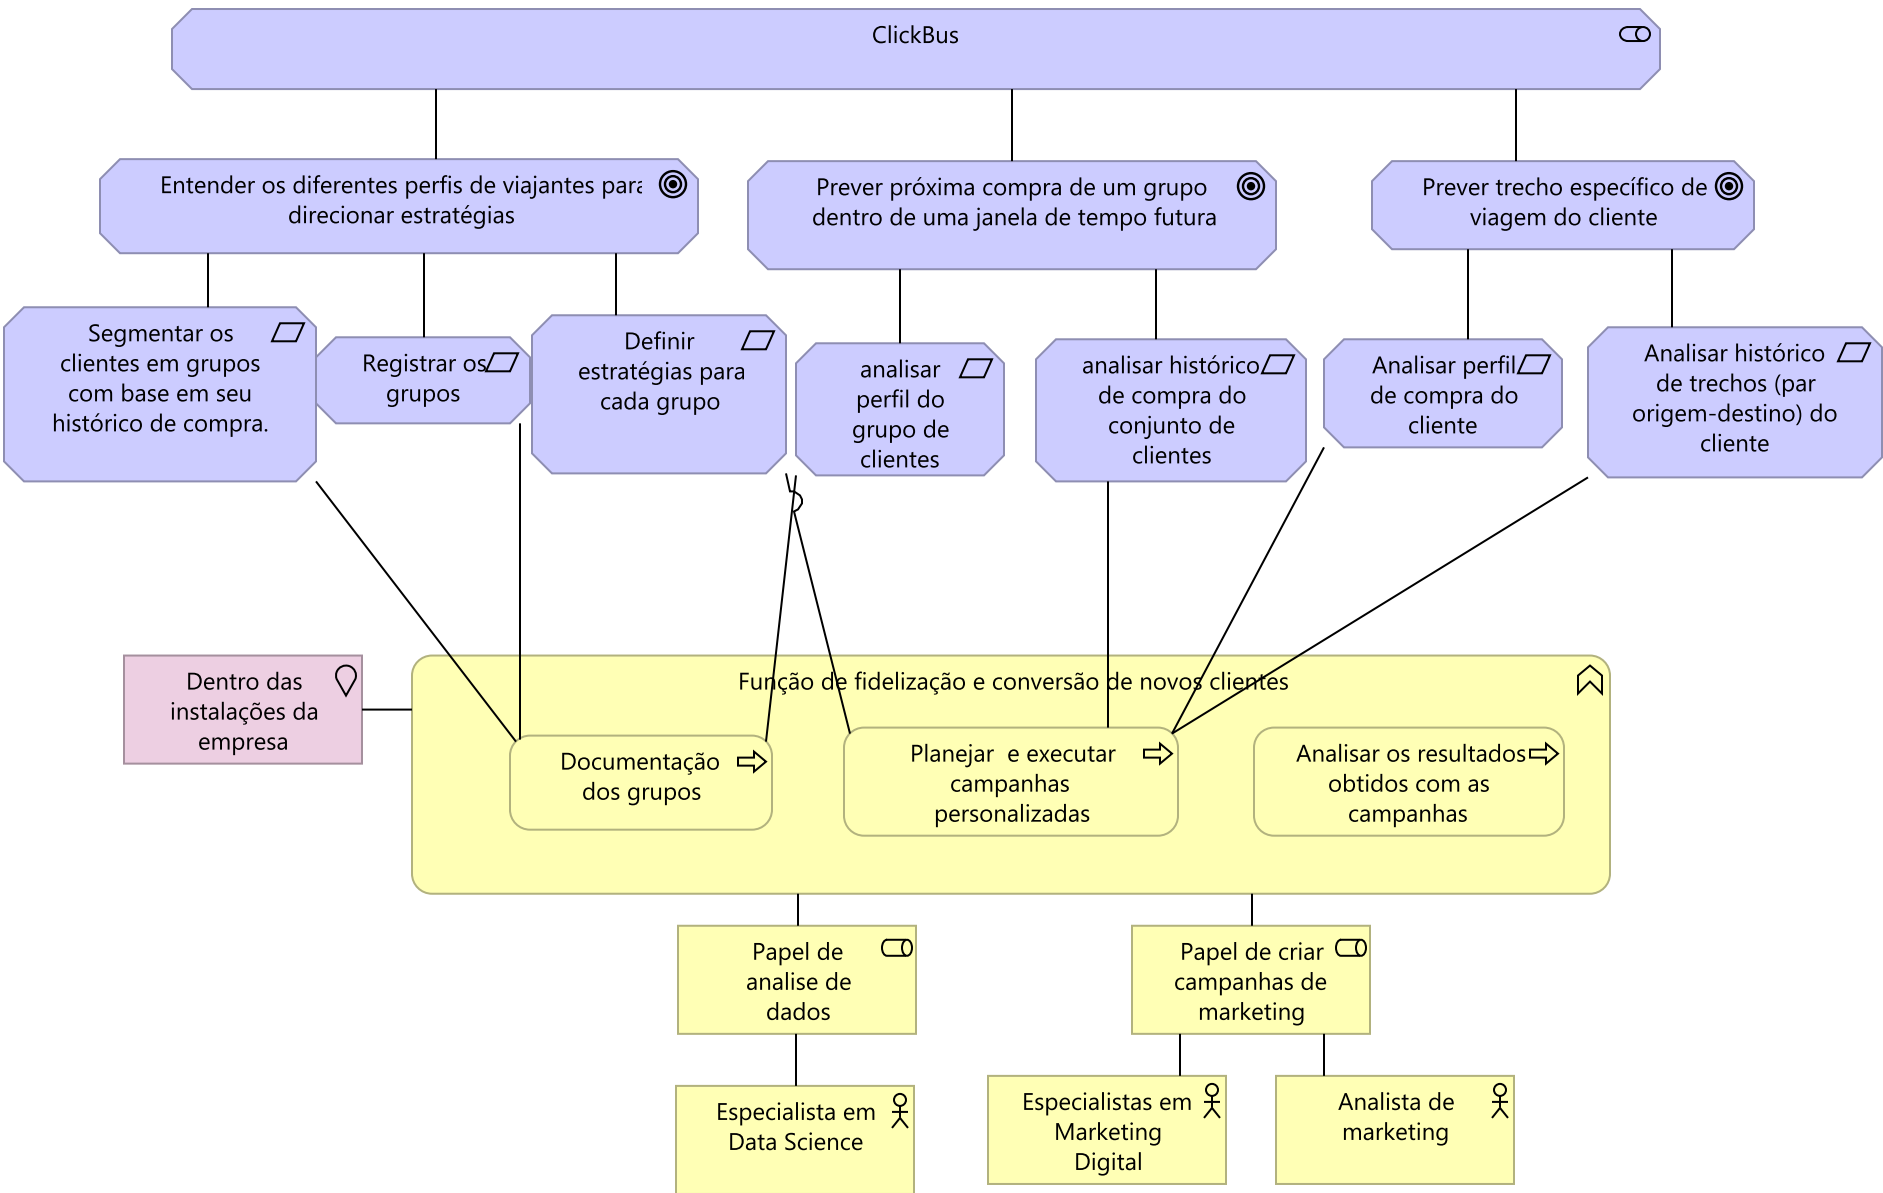 ClickBus
Entender os diferentes perfis de viajantes para
direcionar estratégias
Prever próxima compra de um grupo
dentro de uma janela de tempo futura
Prever trecho específico de
viagem do cliente
Segmentar os
clientes em grupos
com base em seu
histórico de compra.
Registrar os
grupos
Definir
estratégias para
cada grupo
analisar
perfil do
grupo de
clientes
analisar histórico
de compra do
conjunto de
clientes
Analisar perfil
de compra do
cliente
Analisar histórico
de trechos (par
origem-destino) do
cliente
Dentro das
instalações da
empresa
Função de fidelização e conversão de novos clientes
Documentação
dos grupos
Planejar  e executar
campanhas
personalizadas
Analisar os resultados
obtidos com as
campanhas
Papel de
analise de
dados
Papel de criar
campanhas de
marketing
Especialista em
Data Science
Especialistas em
Marketing
Digital
Analista de
marketing